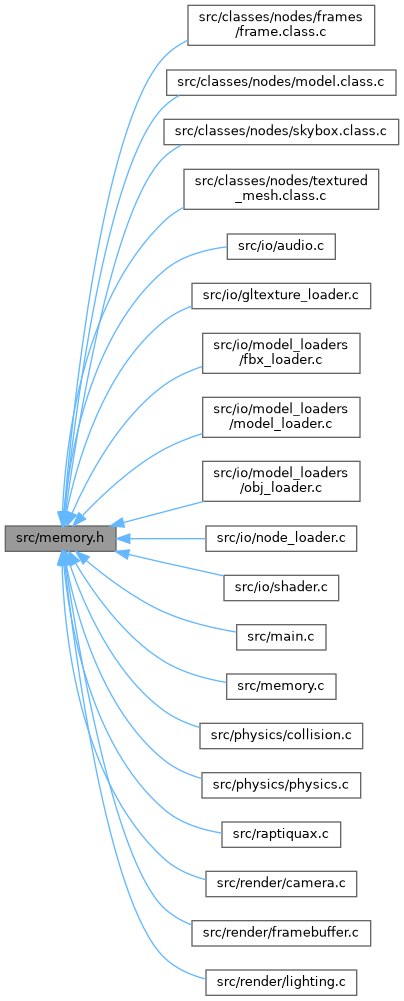 src/classes/nodes/frames
/frame.class.c
src/classes/nodes/model.class.c
src/classes/nodes/skybox.class.c
src/classes/nodes/textured
_mesh.class.c
src/io/audio.c
src/io/gltexture_loader.c
src/io/model_loaders
/fbx_loader.c
src/io/model_loaders
/model_loader.c
src/io/model_loaders
/obj_loader.c
src/memory.h
src/io/node_loader.c
src/io/shader.c
src/main.c
src/memory.c
src/physics/collision.c
src/physics/physics.c
src/raptiquax.c
src/render/camera.c
src/render/framebuffer.c
src/render/lighting.c